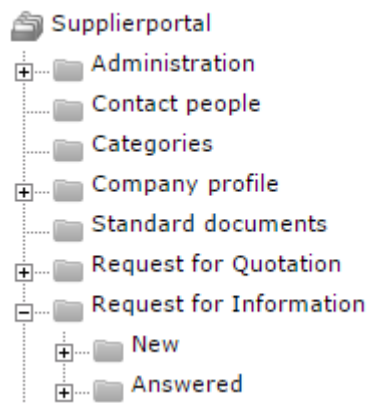 Supplierportal
Administration
Contact people
Categories
Company profile
Standard documents
Request for Quotation
Request for Information
New
Answered